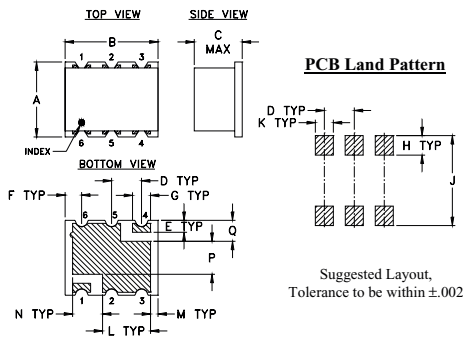 TOP VIEW
SIDE VIEW
B
C
MAX
1 2 3
A
6 5 4
INDEX
PCB Land Pattern
D TYP
K TYP
H TYP
J
BOTTOM VIEW
D TYP
F TYP
G TYP
6 5 4
E TYP
Q
P
1 2 3
N TYP
M TYP
L TYP
Suggested Layout,
Tolerance to be within ±.002